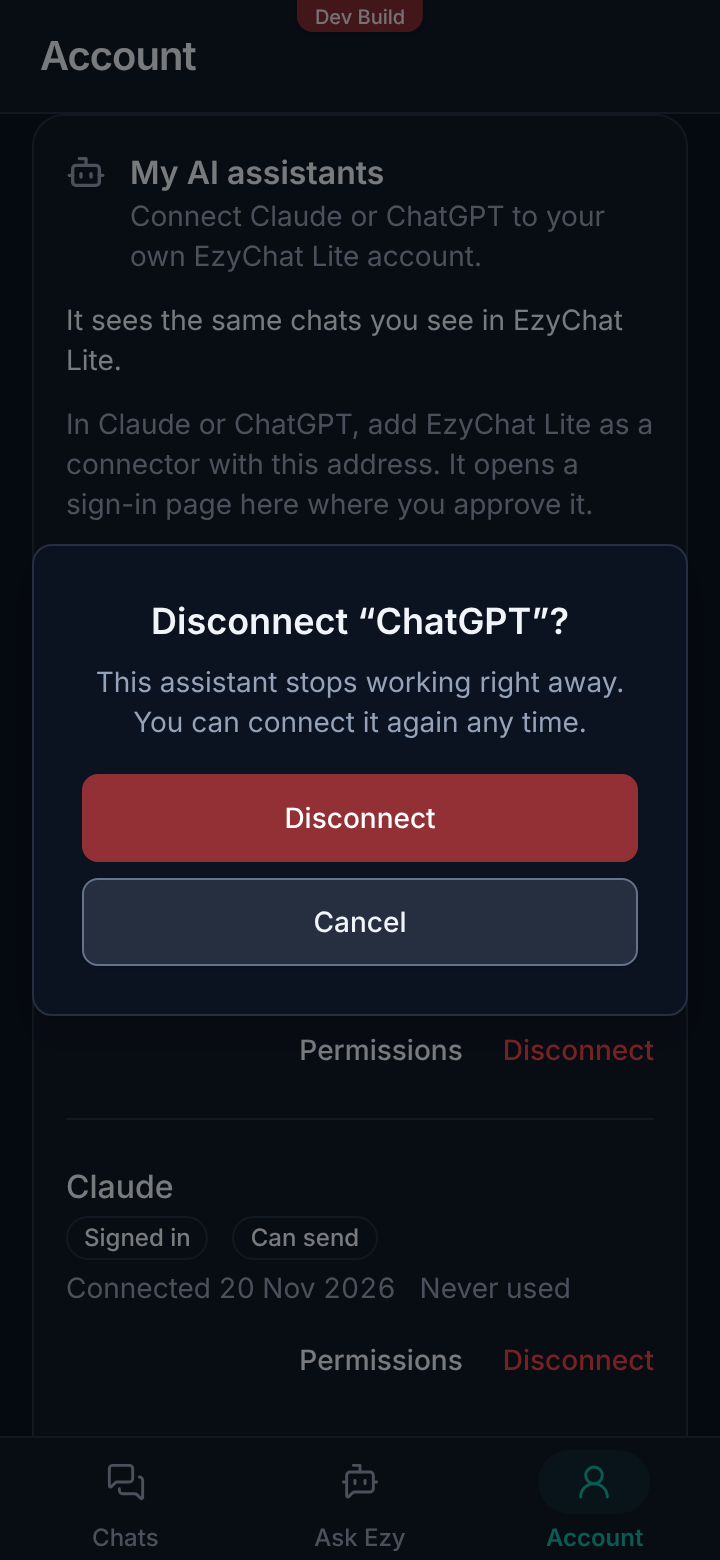 Dev Build
Account
My AI assistants
Connect Claude or ChatGPT to your
own EzyChat Lite account.
It sees the same chats you see in EzyChat
Lite.
In Claude or ChatGPT, add EzyChat Lite as a
connector with this address. It opens a
sign-in page here where you approve it.
Disconnect “ChatGPT”?
This assistant stops working right away.
You can connect it again any time.
Disconnect
Cancel
Permissions Disconnect
Claude
Signed in Can send
Connected 20 Nov 2026 Never used
Permissions Disconnect
Chats Ask Ezy Account